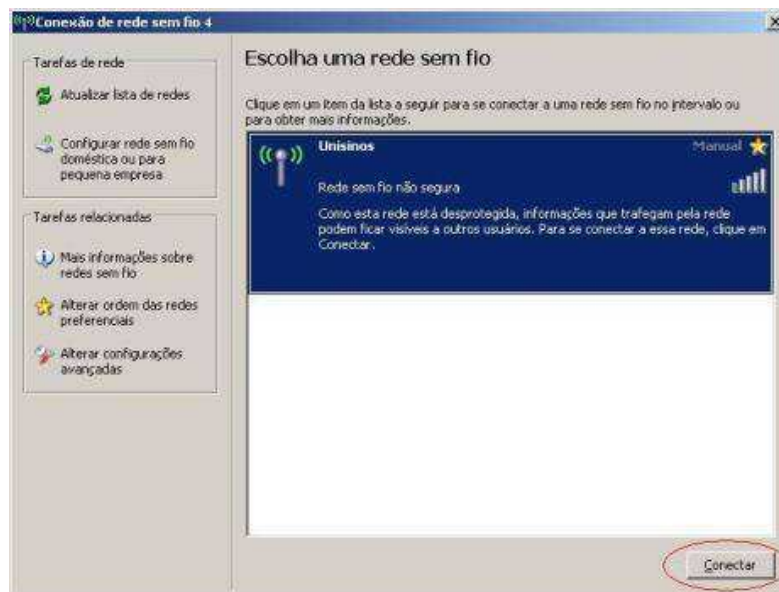 Conexão de rede sem fio 4
Tarefas de rede
Atualizar lista de redes
Configurar rede sem fio
doméstica ou para
pequena empresa
Tarefas relacionadas
Mais informações sobre
redes sem fio
Alterar ordem das redes
preferenciais
Alterar configurações
avançadas
Escolha uma rede sem fio
Clique em um item da lista a seguir para se conectar a uma rede sem fio no intervalo ou
para obter mais informações.
Unisinos
Manual
Rede sem fio não segura
Como esta rede está desprotegida, informações que trafegam pela rede
podem ficar visíveis a outros usuários. Para se conectar a essa rede, clique em
Conectar.
Conectar